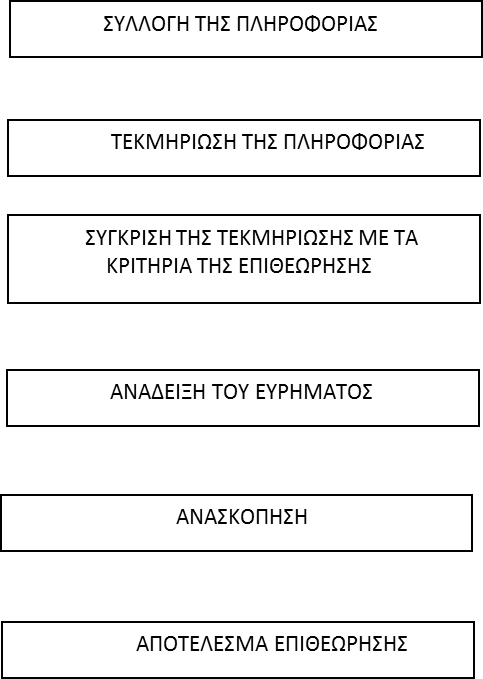 ΣΥΛΛΟΓΗ ΤΗΣ ΠΛΗΡΟΦΟΡΙΑΣ
ΤΕΚΜΗΡΙΩΣΗ ΤΗΣ ΠΛΗΡΟΦΟΡΙΑΣ
ΣΥΓΚΡΙΣΗ ΤΗΣ ΤΕΚΜΗΡΙΩΣΗΣ ΜΕ ΤΑ
ΚΡΙΤΗΡΙΑ ΤΗΣ ΕΠΙΘΕΩΡΗΣΗΣ
ΑΝΑΔΕΙΞΗ ΤΟΥ ΕΥΡΗΜΑΤΟΣ
ΑΝΑΣΚΟΠΗΣΗ
ΑΠΟΤΕΛΕΣΜΑ ΕΠΙΘΕΩΡΗΣΗΣ